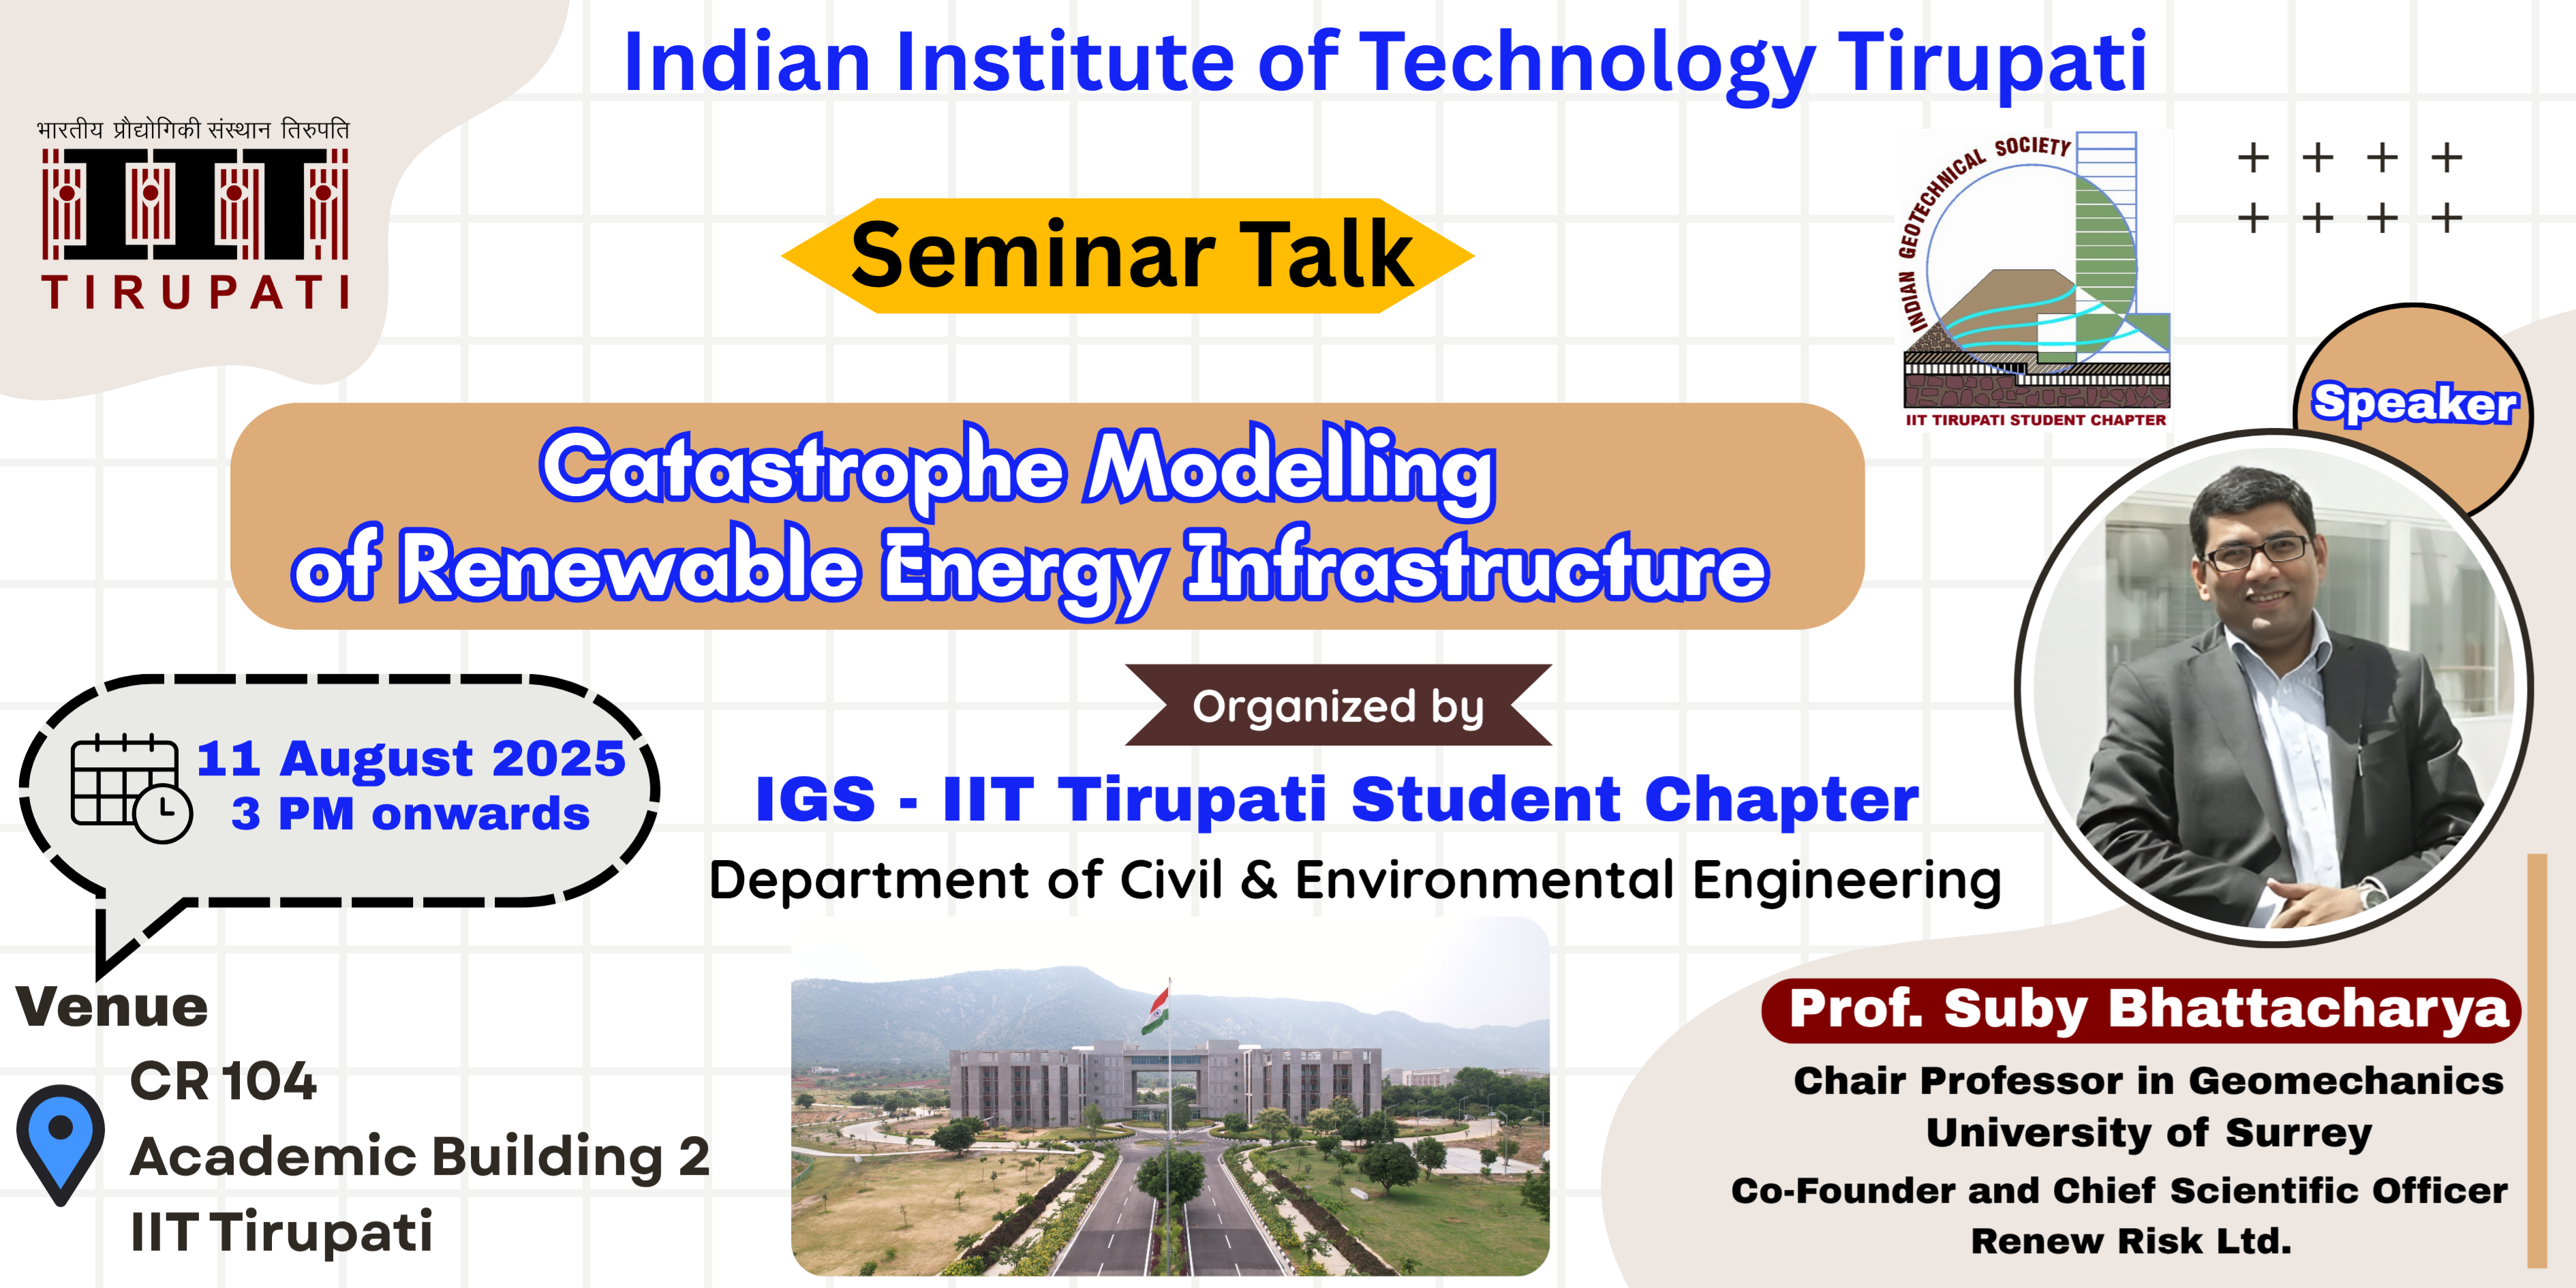 Indian Institute of Technology Tirupati
भारतीय प्रौद्योगिकी संस्थान तिरुपति
IIT
TIRUPATI
Seminar Talk
INDIAN GEOTECHNICAL SOCIETY
IIT TIRUPATI STUDENT CHAPTER
Speaker
Catastrophe Modelling
of Renewable Energy Infrastructure
11 August 2025
3 PM onwards
Organized by
IGS - IIT Tirupati Student Chapter
Department of Civil & Environmental Engineering
Venue
CR 104
Academic Building 2
IIT Tirupati
Prof. Suby Bhattacharya
Chair Professor in Geomechanics
University of Surrey
Co-Founder and Chief Scientific Officer
Renew Risk Ltd.